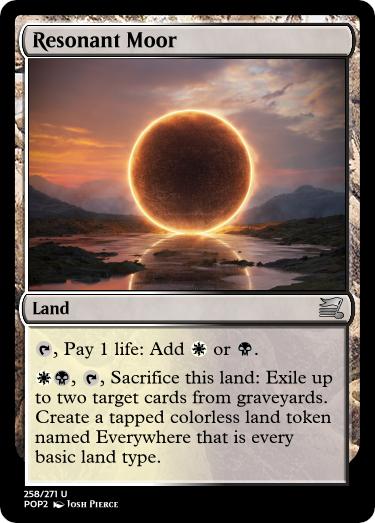 Resonant Moor
Land
, Pay 1 life: Add or .
, , Sacrifice this land: Exile up
to two target cards from graveyards.
Create a tapped colorless land token
named Everywhere that is every
basic land type.
258/271 U
POP2 Josh Pierce